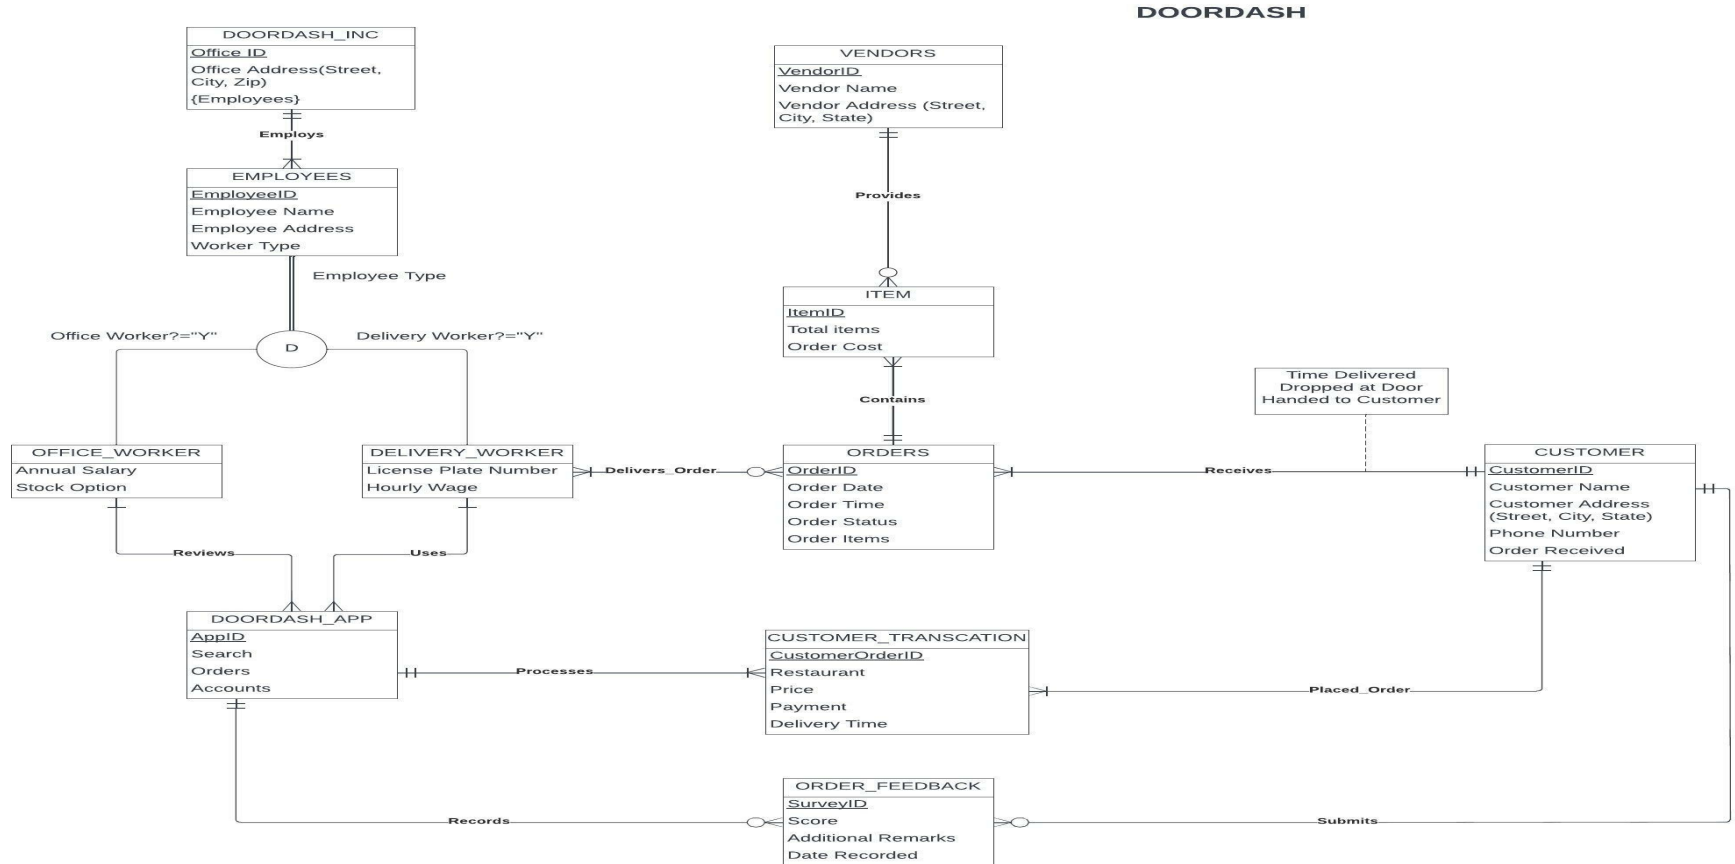 DOORDASH
DOORDASH_INC
Office ID
Office Address(Street,
City, Zip)
{Employees}
Employs
EMPLOYEES
EmployeeID
Employee Name
Employee Address
Worker Type
Employee Type
Office Worker?="Y"
D
Delivery Worker?="Y"
OFFICE_WORKER
Annual Salary
Stock Option
DELIVERY_WORKER
License Plate Number
Hourly Wage
Reviews
Uses
Delivers_Order
VENDORS
VendorID
Vendor Name
Vendor Address (Street,
City, State)
Provides
ITEM
ItemID
Total items
Order Cost
Contains
ORDERS
OrderID
Order Date
Order Time
Order Status
Order Items
Receives
Time Delivered
Dropped at Door
Handed to Customer
CUSTOMER
CustomerID
Customer Name
Customer Address
(Street, City, State)
Phone Number
Order Received
DOORDASH_APP
AppID
Search
Orders
Accounts
Processes
CUSTOMER_TRANSCATION
CustomerOrderID
Restaurant
Price
Payment
Delivery Time
Placed_Order
Records
ORDER_FEEDBACK
SurveyID
Score
Additional Remarks
Date Recorded
Submits